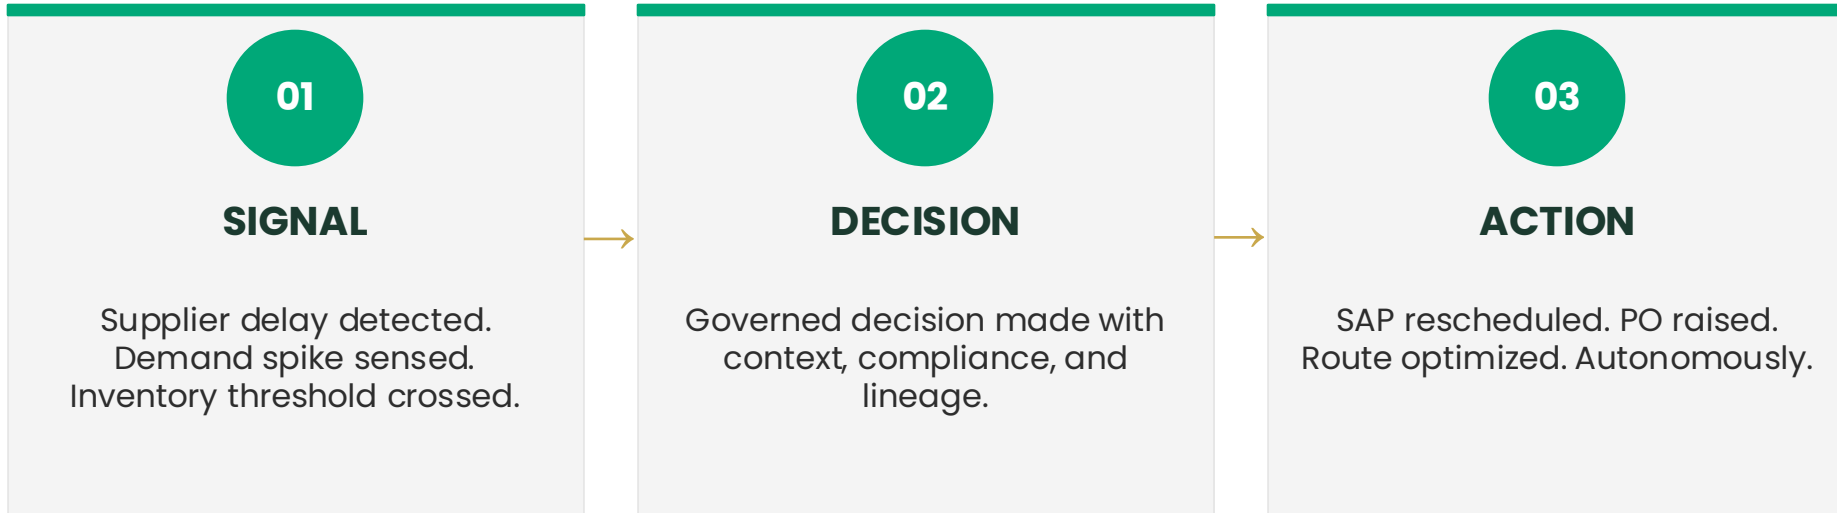 01
SIGNAL
Supplier delay detected.
Demand spike sensed.
Inventory threshold crossed.
→
02
DECISION
Governed decision made with
context, compliance, and
lineage.
→
03
ACTION
SAP rescheduled. PO raised.
Route optimized. Autonomously.